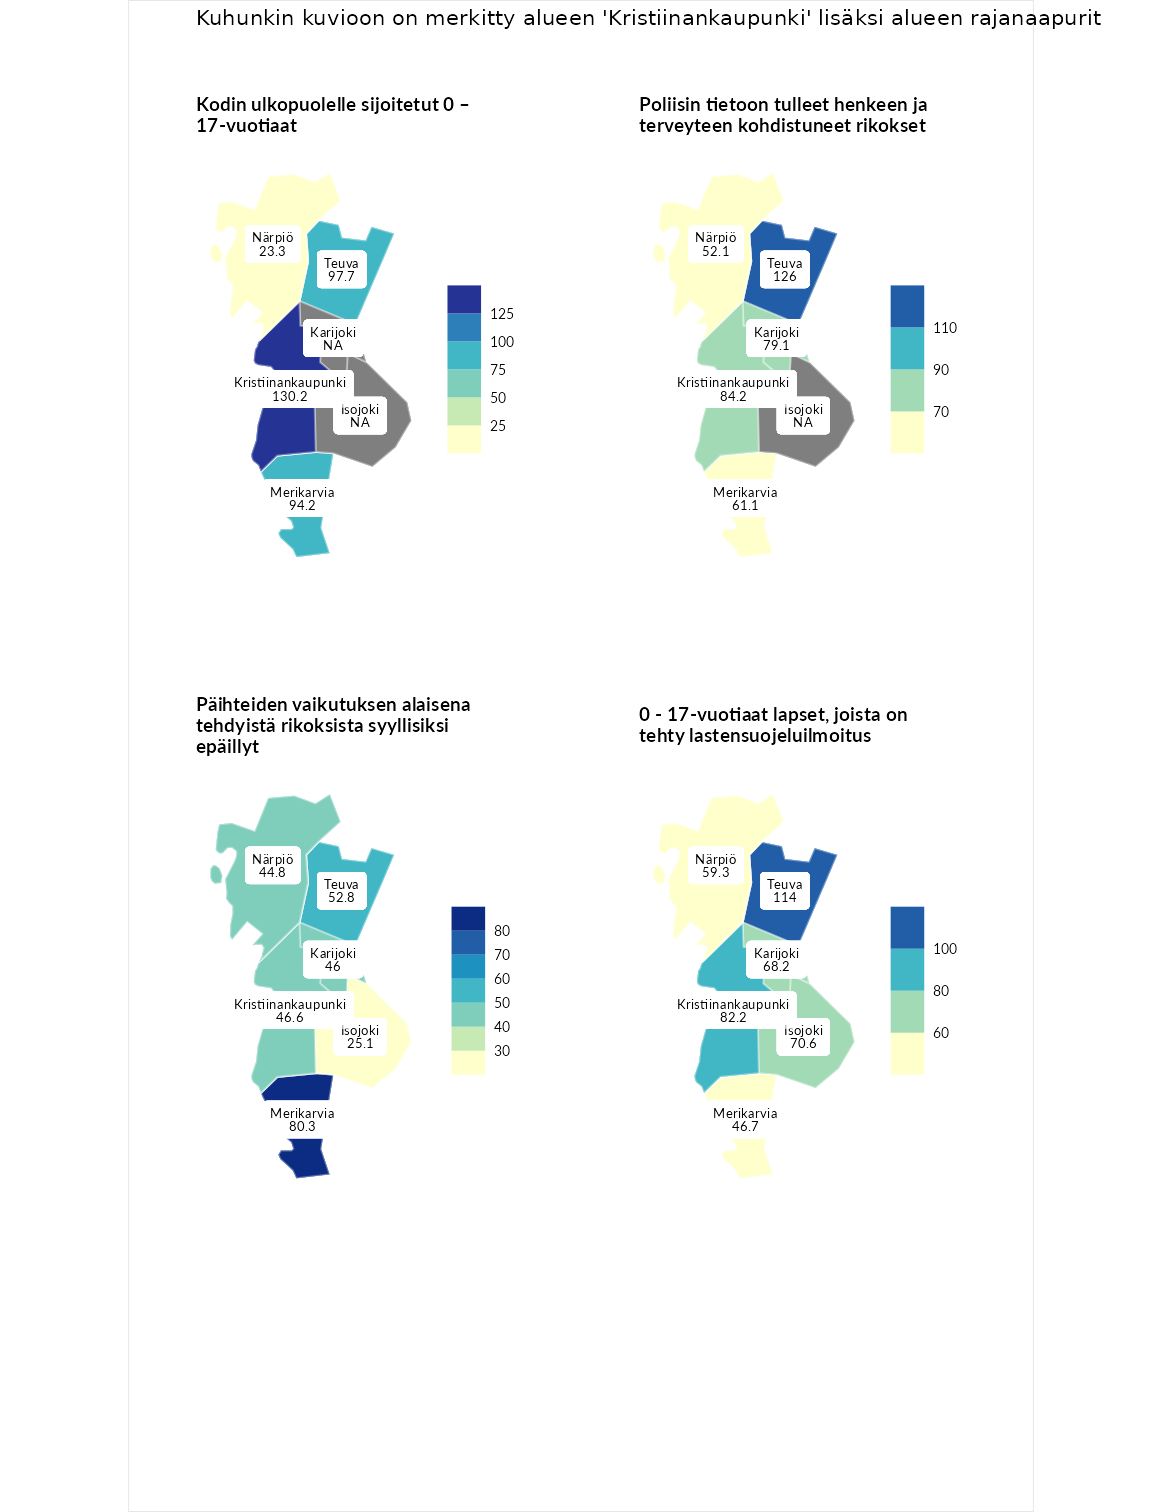 Kuhunkin kuvioon on merkitty alueen 'Kristiinankaupunki' lisäksi alueen rajanaapurit
Kodin ulkopuolelle sijoitetut 0 –
17-vuotiaat
Närpiö
23.3
Teuva
97.7
Karijoki
NA
Kristiinankaupunki
130.2
Isojoki
NA
Merikarvia
94.2
125
100
75
50
25
Poliisin tietoon tulleet henkeen ja
terveyteen kohdistuneet rikokset
Närpiö
52.1
Teuva
126
Karijoki
79.1
Kristiinankaupunki
84.2
Isojoki
NA
Merikarvia
61.1
110
90
70
Päihteiden vaikutuksen alaisena
tehdyistä rikoksista syyllisiksi
epäillyt
Närpiö
44.8
Teuva
52.8
Karijoki
46
Kristiinankaupunki
46.6
Isojoki
25.1
Merikarvia
80.3
80
70
60
50
40
30
0 - 17-vuotiaat lapset, joista on
tehty lastensuojeluilmoitus
Närpiö
59.3
Teuva
114
Karijoki
68.2
Kristiinankaupunki
82.2
Isojoki
70.6
Merikarvia
46.7
100
80
60